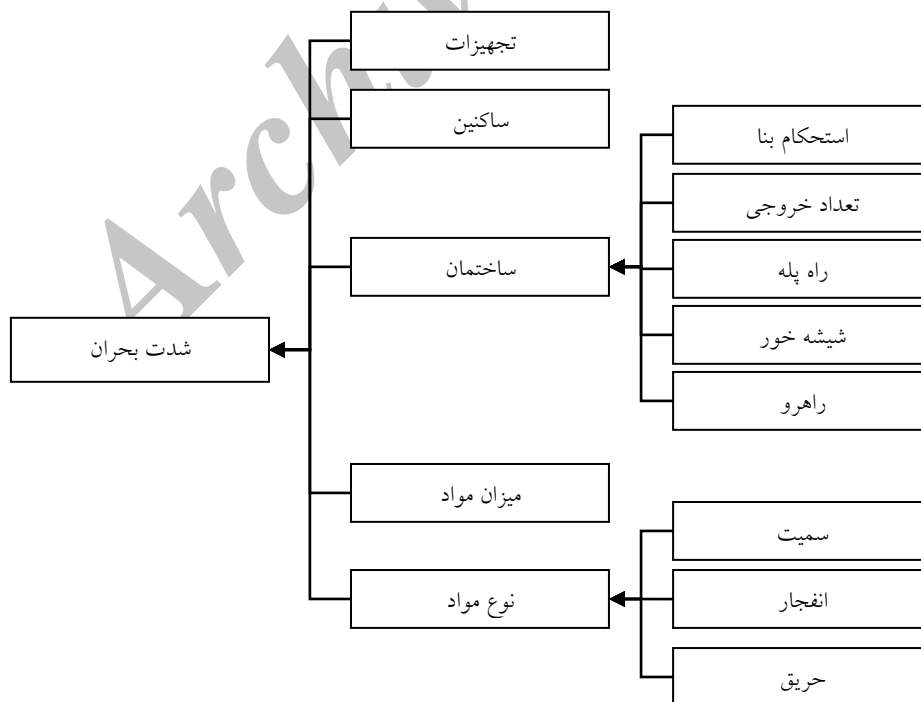 تجهیزات
ساکنین
استحکام بنا
تعداد خروجی
ساختمان
راه پله
شیشه خور
شدت بحران
راهرو
میزان مواد
سمیت
نوع مواد
انفجار
حریق
Archiv